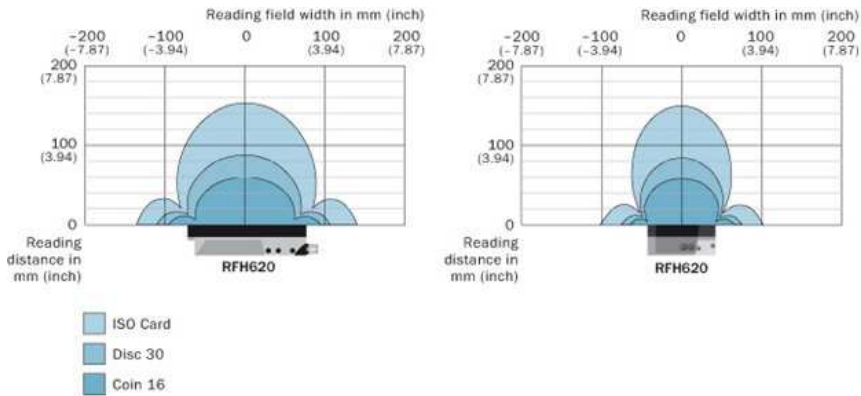 Reading field width in mm (inch)
−200 −100 0 100 200
(−7.87) (−3.94) (3.94) (7.87)
200
(7.87)
100
(3.94)
0
Reading
distance in
mm (inch)
RFH620
Reading field width in mm (inch)
−200 −100 0 100 200
(−7.87) (−3.94) (3.94) (7.87)
200
(7.87)
100
(3.94)
0
Reading
distance in
mm (inch)
RFH620
ISO Card
Disc 30
Coin 16